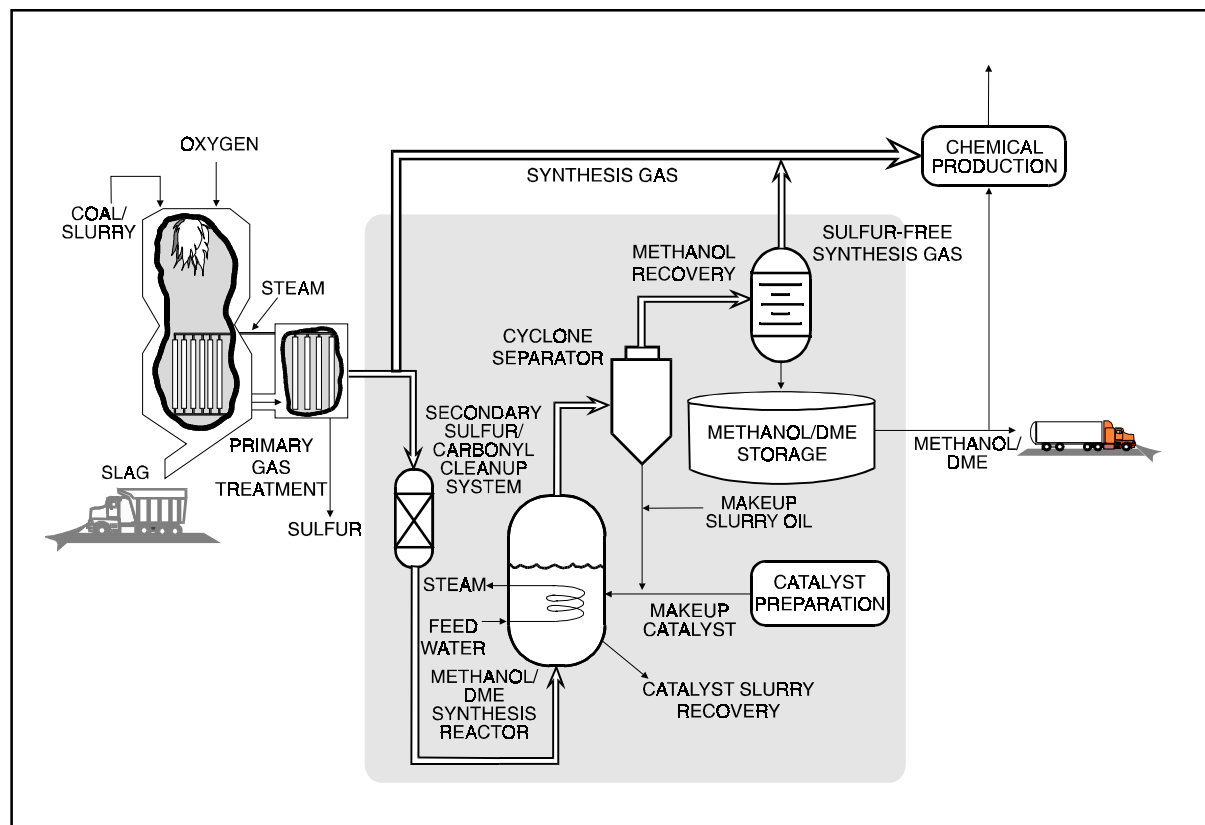 OXYGEN
COAL/
SLURRY
STEAM
SLAG
PRIMARY
GAS
TREATMENT
SULFUR
SYNTHESIS GAS
CHEMICAL
PRODUCTION
SULFUR-FREE
SYNTHESIS GAS
METHANOL
RECOVERY
CYCLONE
SEPARATOR
SECONDARY
SULFUR/
CARBONYL
CLEANUP
SYSTEM
METHANOL/DME
STORAGE
METHANOL/
DME
MAKEUP
SLURRY OIL
STEAM
FEED
WATER
MAKEUP
CATALYST
CATALYST
PREPARATION
METHANOL/
DME
SYNTHESIS
REACTOR
CATALYST SLURRY
RECOVERY